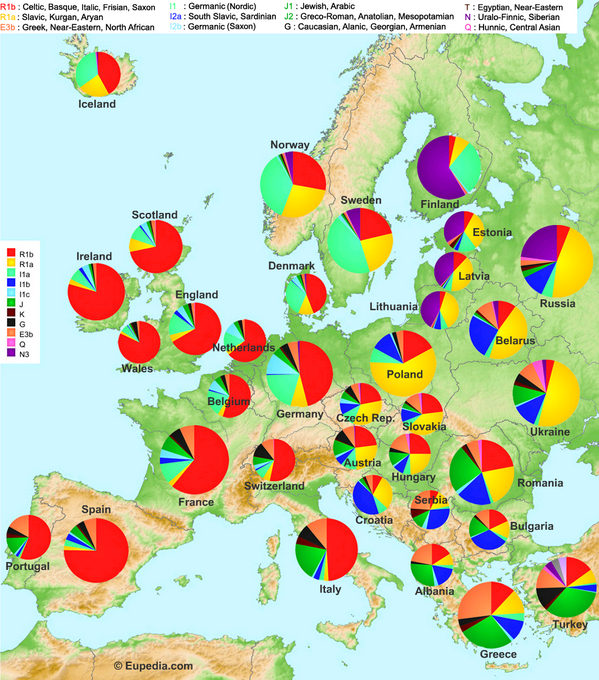 R1b : Celtic, Basque, Italic, Frisian, Saxon I1 : Germanic (Nordic) J1 : Jewish, Arabic T : Egyptian, Near-Eastern
R1a : Slavic, Kurgan, Aryan I2a : South Slavic, Sardinian J2 : Greco-Roman, Anatolian, Mesopotamian N : Uralo-Finnic, Siberian
E3b : Greek, Near-Eastern, North African I2b : Germanic (Saxon) G : Caucasian, Alanic, Georgian, Armenian Q : Hunnic, Central Asian
Iceland
Norway
Finland
Sweden
Scotland
Estonia
Ireland
R1b
R1a
I1a
I1b
I1c
J
K
G
E3b
Q
N3
Denmark
Latvia
Russia
England
Lithuania
Belarus
Netherlands
Wales
Poland
Belgium
Germany
Czech Rep.
Slovakia
Ukraine
Austria
Hungary
France
Switzerland
Romania
Croatia
Serbia
Spain
Bulgaria
Portugal
Italy
Albania
Turkey
Greece
© Eupedia.com